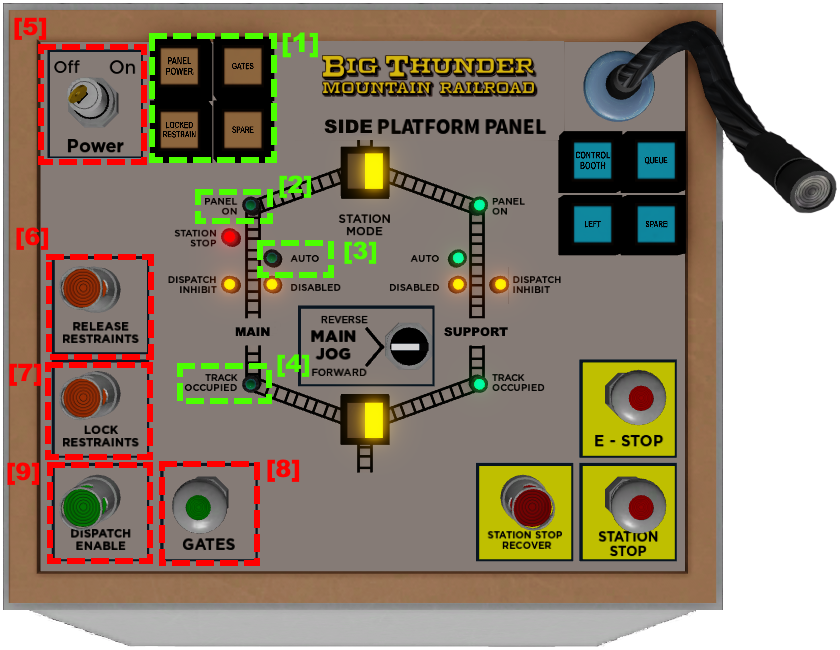 [5]
Off On
Power
PANEL
POWER
GATES
LOCKED
RESTRAIN
SPARE
[1]
BIG THUNDER
MOUNTAIN RAILROAD
SIDE PLATFORM PANEL
CONTROL
BOOTH
QUEUE
LEFT
SPARE
[2]
PANEL
ON
STATION
MODE
PANEL
ON
STATION
STOP
[3]
AUTO
AUTO
DISPATCH
INHIBIT
DISABLED
DISABLED
DISPATCH
INHIBIT
[6]
RELEASE
RESTRAINTS
MAIN
REVERSE
MAIN
JOG
FORWARD
SUPPORT
[4]
TRACK
OCCUPIED
TRACK
OCCUPIED
[7]
LOCK
RESTRAINTS
E - STOP
[9]
DISPATCH
ENABLE
[8]
GATES
STATION STOP
RECOVER
STATION
STOP